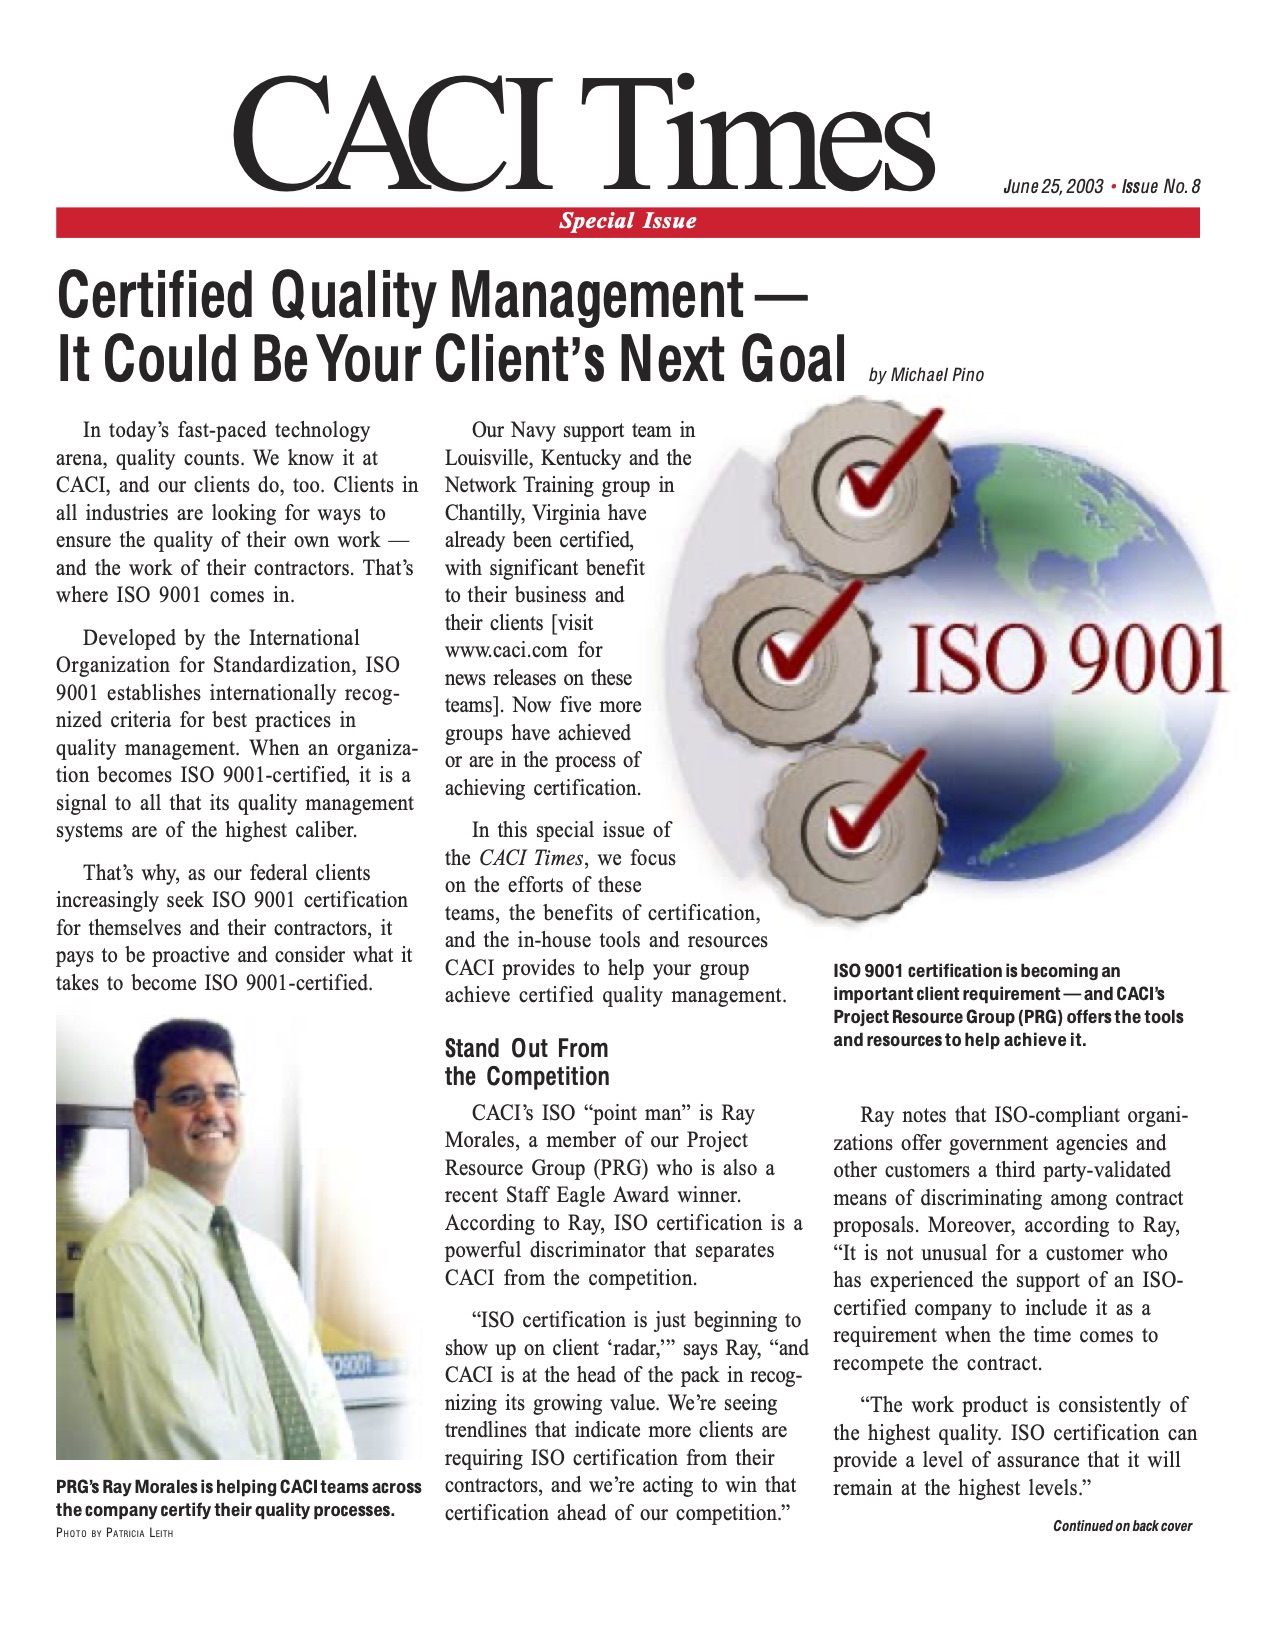 CACI Times
June 25, 2003 • Issue No. 8
Special Issue
Certified Quality Management —
It Could Be Your Client's Next Goal by Michael Pino
In today's fast-paced technology
arena, quality counts. We know it at
CACI, and our clients do, too. Clients in
all industries are looking for ways to
ensure the quality of their own work —
and the work of their contractors. That's
where ISO 9001 comes in.
Developed by the International
Organization for Standardization, ISO
9001 establishes internationally recog-
nized criteria for best practices in
quality management. When an organiza-
tion becomes ISO 9001-certified, it is a
signal to all that its quality management
systems are of the highest caliber.
That's why, as our federal clients
increasingly seek ISO 9001 certification
for themselves and their contractors, it
pays to be proactive and consider what it
takes to become ISO 9001-certified.
ISO9001
PRG's Ray Morales is helping CACI teams across
the company certify their quality processes.
PHOTO BY PATRICIA LEITH
Our Navy support team in
Louisville, Kentucky and the
Network Training group in
Chantilly, Virginia have
already been certified,
with significant benefit
to their business and
their clients [visit
www.caci.com for
news releases on these
teams]. Now five more
groups have achieved
or are in the process of
achieving certification.
In this special issue of
the CACI Times, we focus
on the efforts of these
teams, the benefits of certification,
and the in-house tools and resources
CACI provides to help your group
achieve certified quality management.
Stand Out From
the Competition
CACI's ISO “point man” is Ray
Morales, a member of our Project
Resource Group (PRG) who is also a
recent Staff Eagle Award winner.
According to Ray, ISO certification is a
powerful discriminator that separates
CACI from the competition.
“ISO certification is just beginning to
show up on client ‘radar,’” says Ray, “and
CACI is at the head of the pack in recog-
nizing its growing value. We're seeing
trendlines that indicate more clients are
requiring ISO certification from their
contractors, and we're acting to win that
certification ahead of our competition.”
ISO 9001
ISO 9001 certification is becoming an
important client requirement — and CACI's
Project Resource Group (PRG) offers the tools
and resources to help achieve it.
Ray notes that ISO-compliant organi-
zations offer government agencies and
other customers a third party-validated
means of discriminating among contract
proposals. Moreover, according to Ray,
“It is not unusual for a customer who
has experienced the support of an ISO-
certified company to include it as a
requirement when the time comes to
recompete the contract.
“The work product is consistently of
the highest quality. ISO certification can
provide a level of assurance that it will
remain at the highest levels.”
Continued on back cover